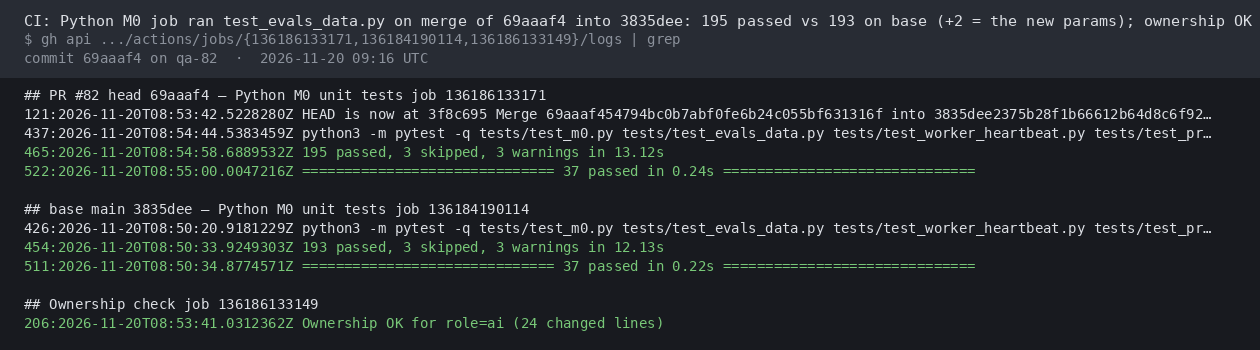 CI: Python M0 job ran test_evals_data.py on merge of 69aaaf4 into 3835dee: 195 passed vs 193 on base (+2 = the new params); ownership OK
$ gh api .../actions/jobs/{136186133171,136184190114,136186133149}/logs | grep
commit 69aaaf4 on qa-82 · 2026-11-20 09:16 UTC
## PR #82 head 69aaaf4 — Python M0 unit tests job 136186133171
121:2026-11-20T08:53:42.5228280Z HEAD is now at 3f8c695 Merge 69aaaf454794bc0b7abf0fe6b24c055bf631316f into 3835dee2375b28f1b66612b64d8c6f92…
437:2026-11-20T08:54:44.5383459Z python3 -m pytest -q tests/test_m0.py tests/test_evals_data.py tests/test_worker_heartbeat.py tests/test_pr…
465:2026-11-20T08:54:58.6889532Z 195 passed, 3 skipped, 3 warnings in 13.12s
522:2026-11-20T08:55:00.0047216Z ============================== 37 passed in 0.24s ==============================
## base main 3835dee — Python M0 unit tests job 136184190114
426:2026-11-20T08:50:20.9181229Z python3 -m pytest -q tests/test_m0.py tests/test_evals_data.py tests/test_worker_heartbeat.py tests/test_pr…
454:2026-11-20T08:50:33.9249303Z 193 passed, 3 skipped, 3 warnings in 12.13s
511:2026-11-20T08:50:34.8774571Z ============================== 37 passed in 0.22s ==============================
## Ownership check job 136186133149
206:2026-11-20T08:53:41.0312362Z Ownership OK for role=ai (24 changed lines)